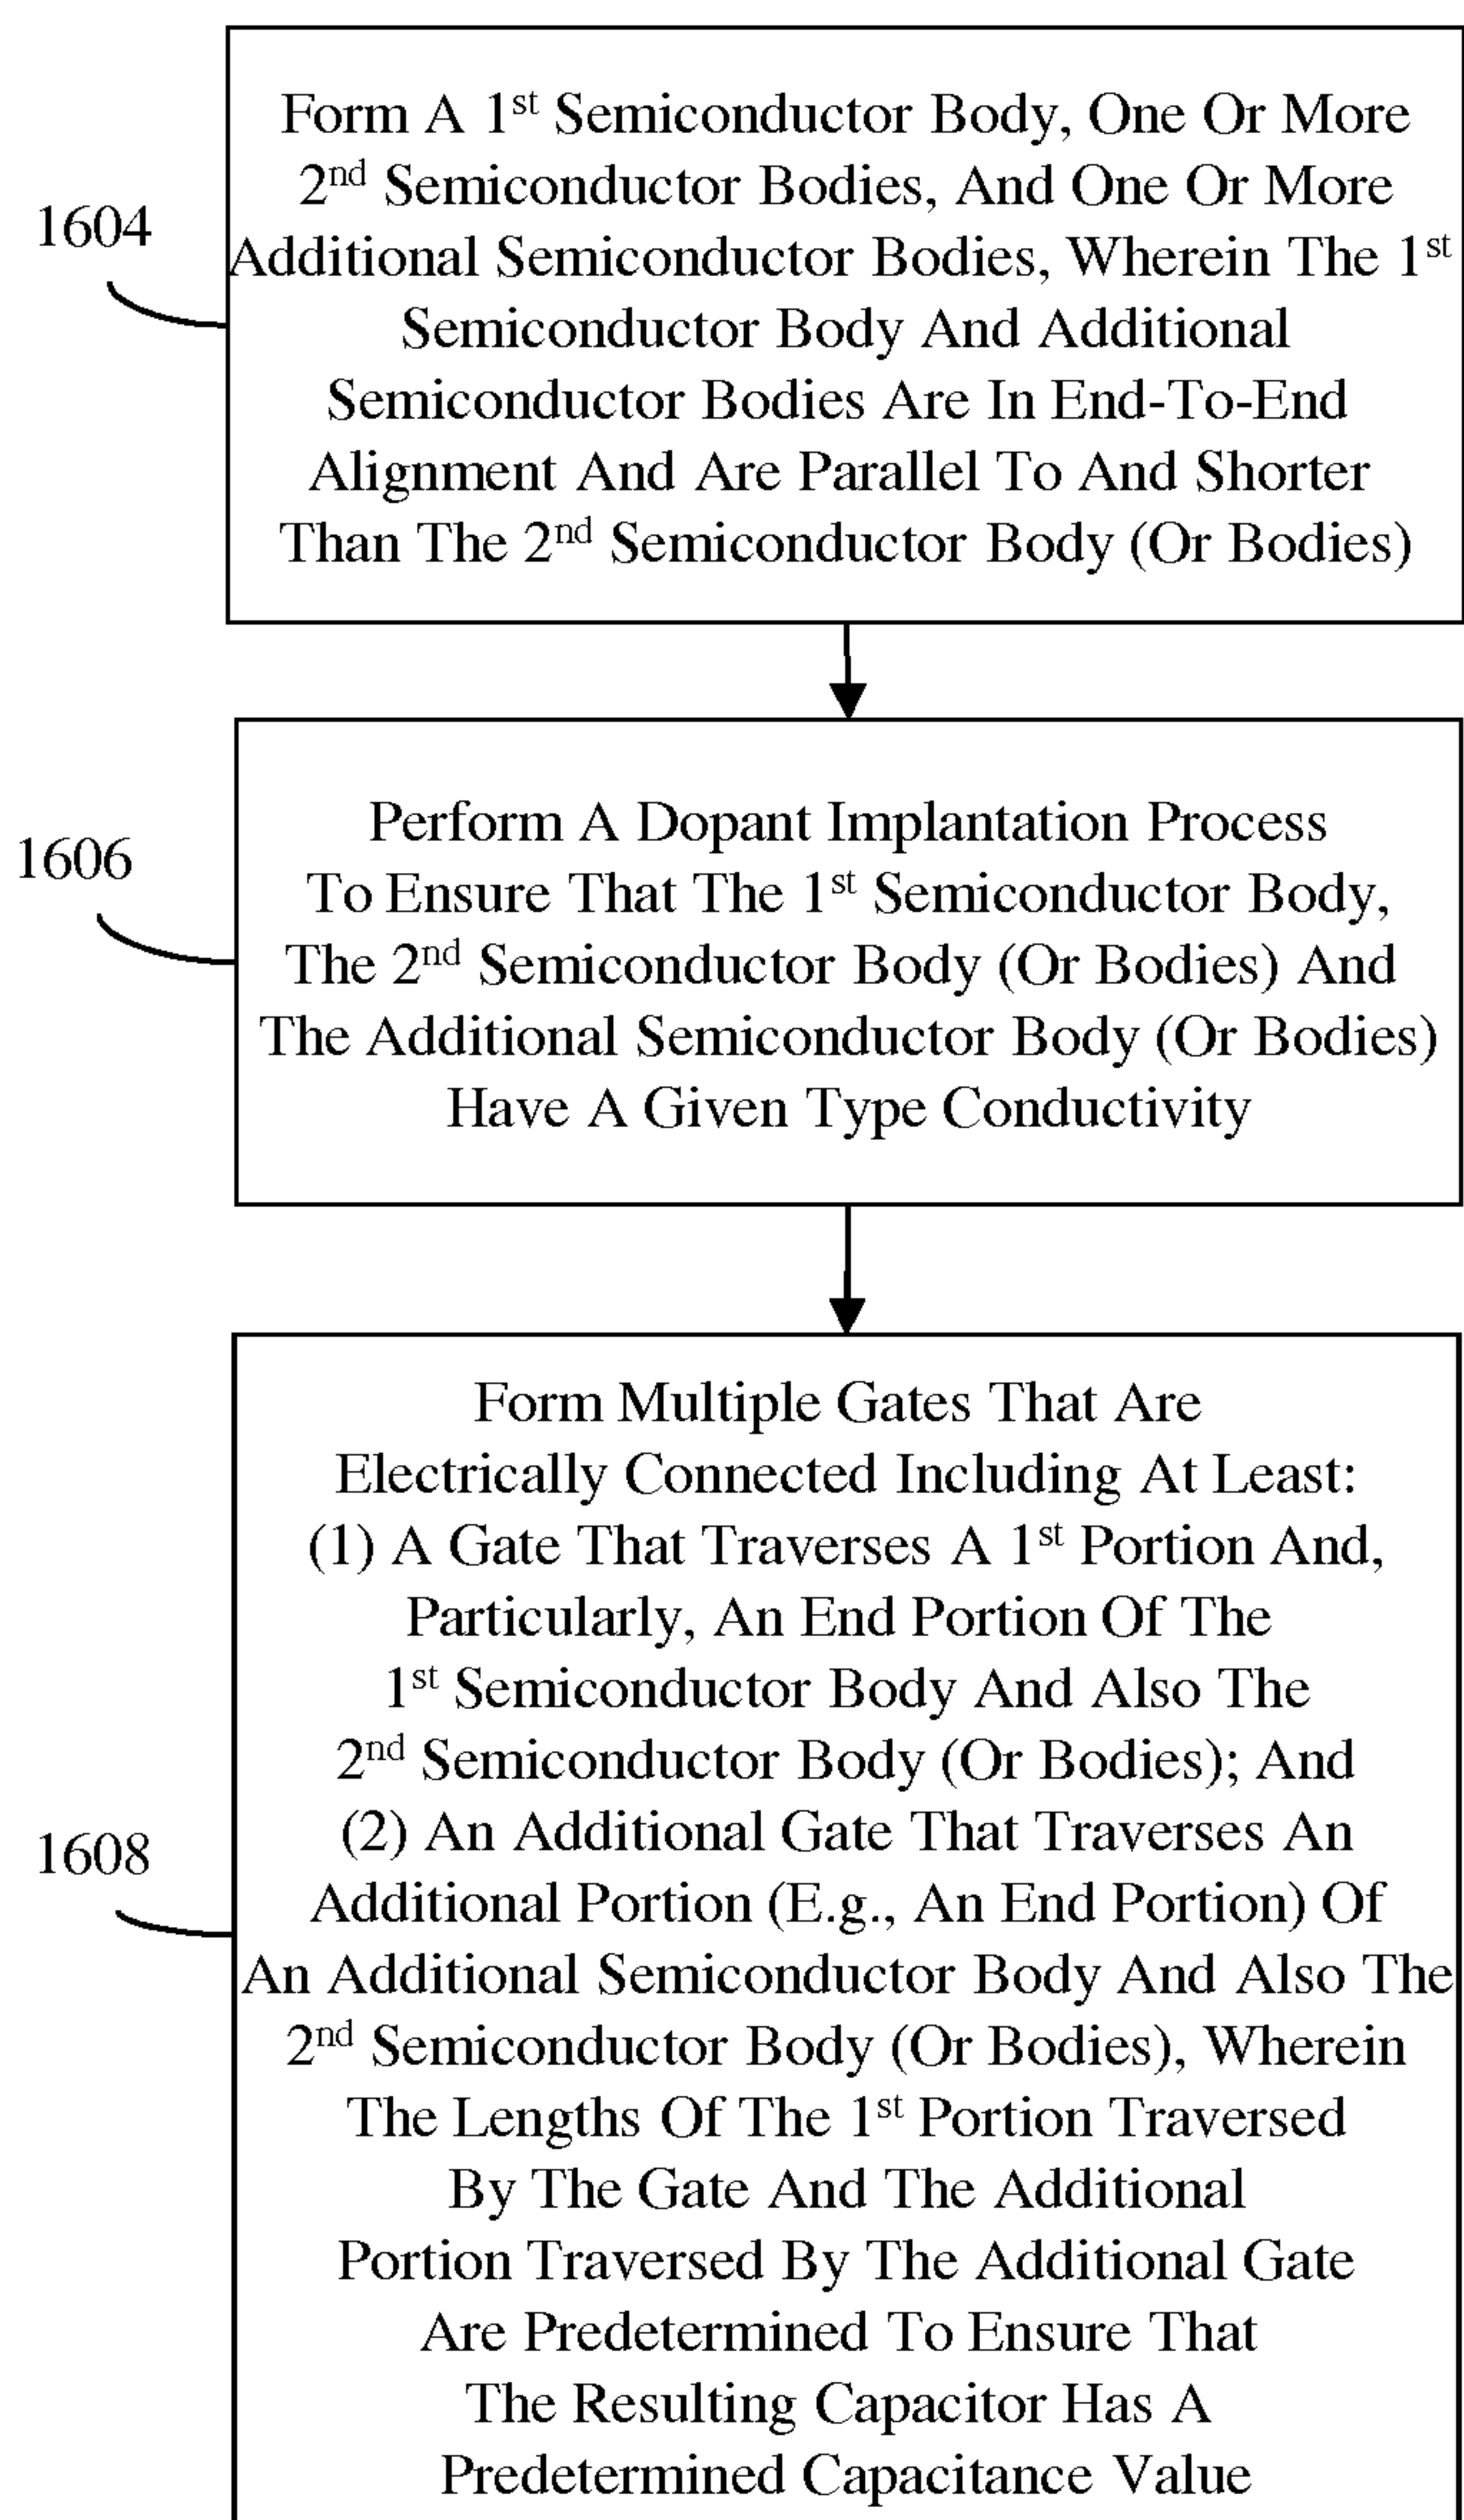 Form A 1st Semiconductor Body, One Or More
2nd Semiconductor Bodies, And One Or More
1604
Additional Semiconductor Bodies, Wherein The 1st
Semiconductor Body And Additional
Semiconductor Bodies Are In End-To-End
Alignment And Are Parallel To And Shorter
Than The 2nd Semiconductor Body (Or Bodies)
Perform A Dopant Implantation Process
1606
To Ensure That The 1st Semiconductor Body,
The 2nd Semiconductor Body (Or Bodies) And
The Additional Semiconductor Body (Or Bodies)
Have A Given Type Conductivity
Form Multiple Gates That Are
Electrically Connected Including At Least:
(1) A Gate That Traverses A 1st Portion And,
Particularly, An End Portion Of The
1st Semiconductor Body And Also The
2nd Semiconductor Body (Or Bodies); And
(2) An Additional Gate That Traverses An
1608
Additional Portion (E.g., An End Portion) Of
An Additional Semiconductor Body And Also The
2nd Semiconductor Body (Or Bodies), Wherein
The Lengths Of The 1st Portion Traversed
By The Gate And The Additional
Portion Traversed By The Additional Gate
Are Predetermined To Ensure That
The Resulting Capacitor Has A
Predetermined Capacitance Value